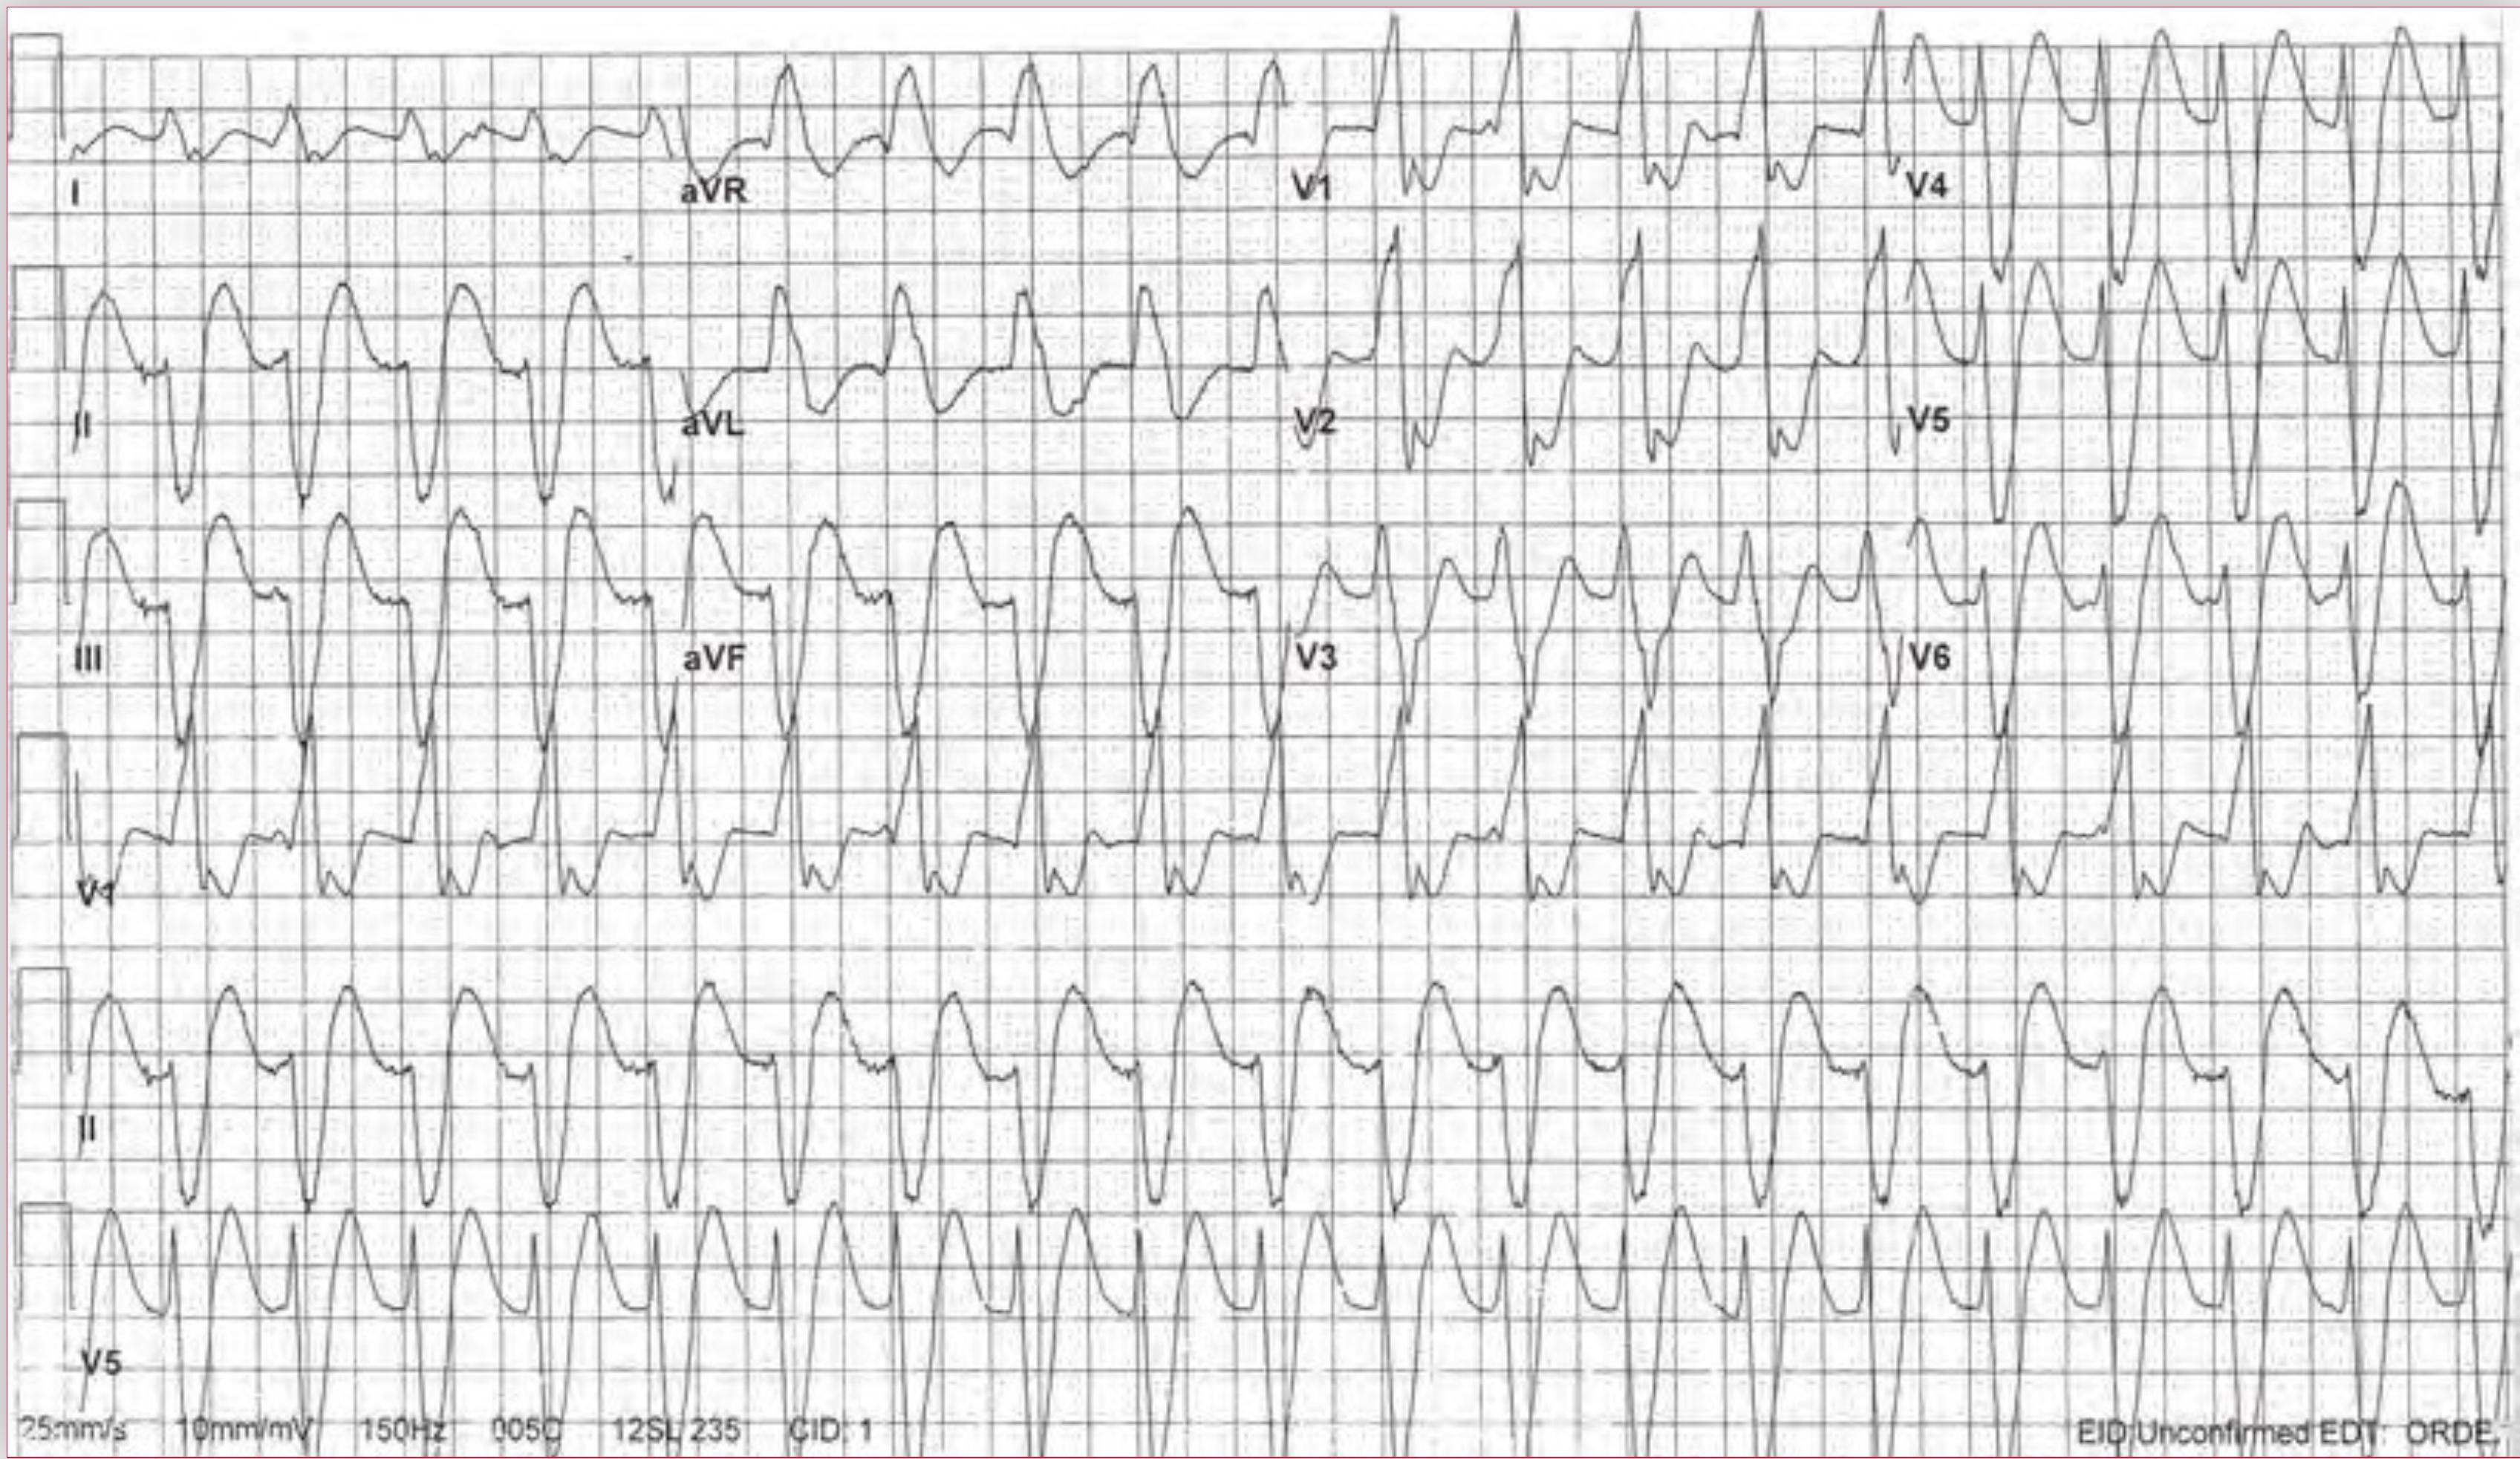 I aVR V1 V4
II aVL V2 V5
III aVF V3 V6
V1
II
V5
25mm/s 10mm/mV 150Hz 005C 12SL 235 CID: 1 EID:Unconfirmed EDT: ORDE